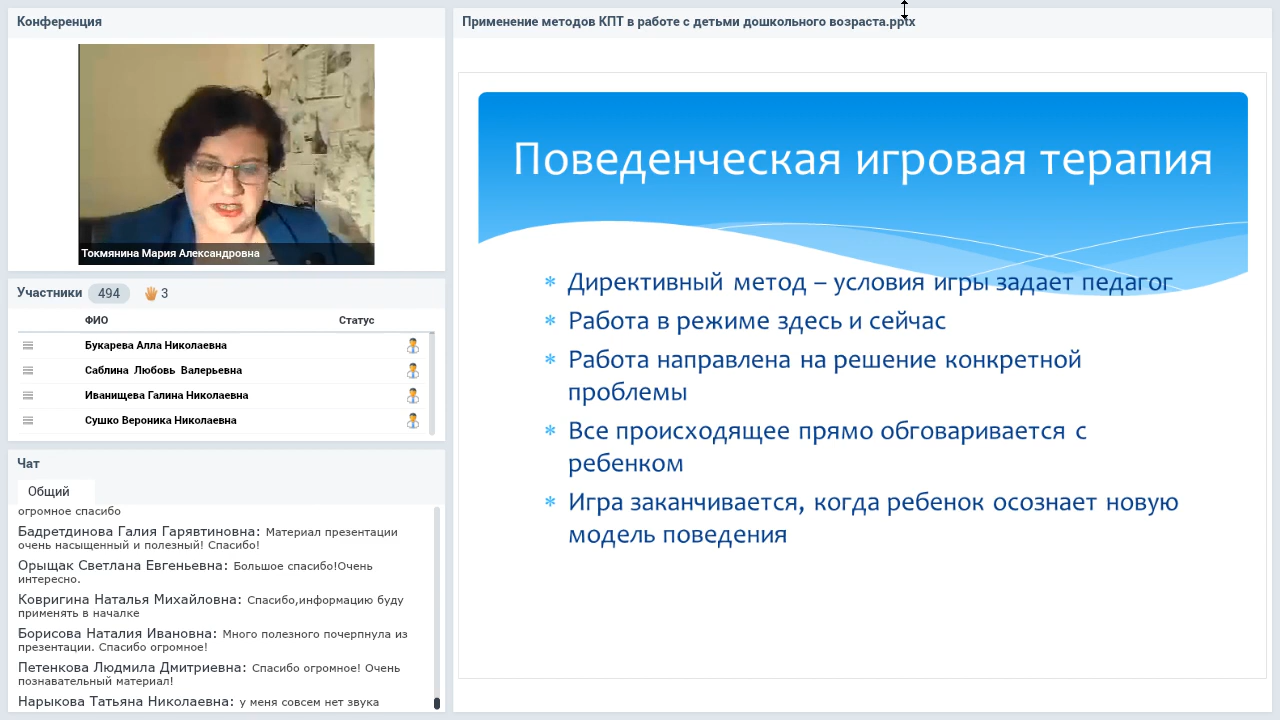 Конференция
Токмянина Мария Александровна
Участники 494 3
ФИО Статус
Букарева Алла Николаевна
Саблина Любовь Валерьевна
Иванищева Галина Николаевна
Сушко Вероника Николаевна
Чат
Общий
огромное спасибо
Бадретдинова Галия Гарявтиновна: Материал презентации
очень насыщенный и полезный! Спасибо!
Орыщак Светлана Евгеньевна: Большое спасибо!Очень
интересно.
Ковригина Наталья Михайловна: Спасибо,информацию буду
применять в началке
Борисова Наталия Ивановна: Много полезного почерпнула из
презентации. Спасибо огромное!
Петенкова Людмила Дмитриевна: Спасибо огромное! Очень
познавательный материал!
Нарыкова Татьяна Николаевна: у меня совсем нет звука
Применение методов КПТ в работе с детьми дошкольного возраста.pptx
Поведенческая игровая терапия
* Директивный метод – условия игры задает педагог
* Работа в режиме здесь и сейчас
* Работа направлена на решение конкретной
проблемы
* Все происходящее прямо обговаривается с
ребенком
* Игра заканчивается, когда ребенок осознает новую
модель поведения